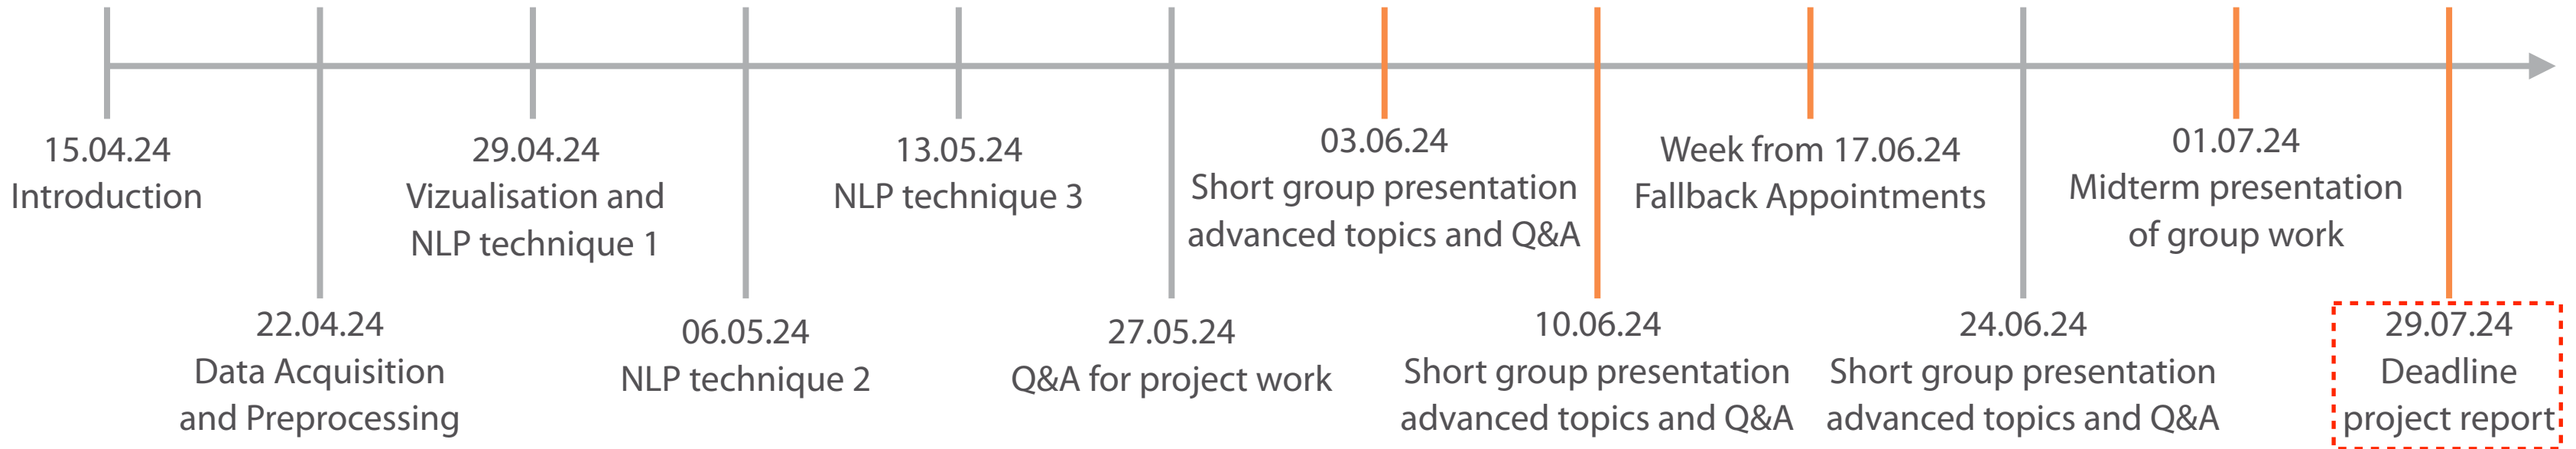 15.04.24
Introduction
22.04.24
Data Acquisition
and Preprocessing
29.04.24
Vizualisation and
NLP technique 1
06.05.24
NLP technique 2
13.05.24
NLP technique 3
27.05.24
Q&A for project work
03.06.24
Short group presentation
advanced topics and Q&A
10.06.24
Short group presentation
advanced topics and Q&A
Week from 17.06.24
Fallback Appointments
24.06.24
Short group presentation
advanced topics and Q&A
01.07.24
Midterm presentation
of group work
29.07.24
Deadline
project report